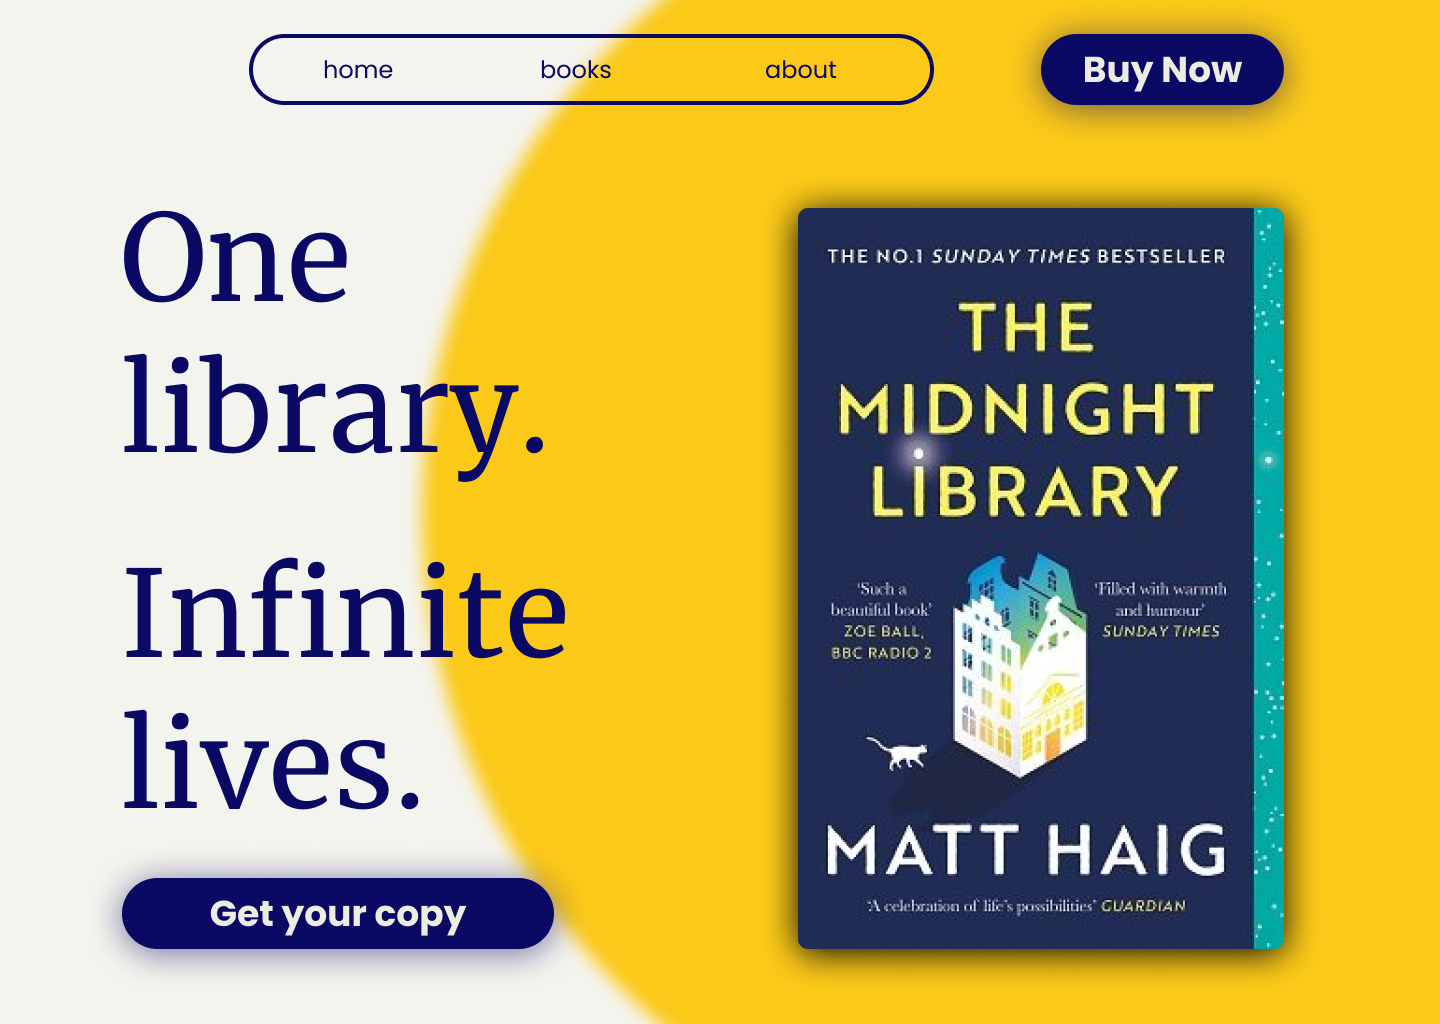 home books about Buy Now
One
library.
Infinite
lives.
Get your copy
THE NO.1 SUNDAY TIMES BESTSELLER
THE
MIDNIGHT
LiBRARY
‘Such a
beautiful book’
ZOE BALL,
BBC RADIO 2
‘Filled with warmth
and humour’
SUNDAY TIMES
MATT HAIG
‘A celebration of life’s possibilities’ GUARDIAN